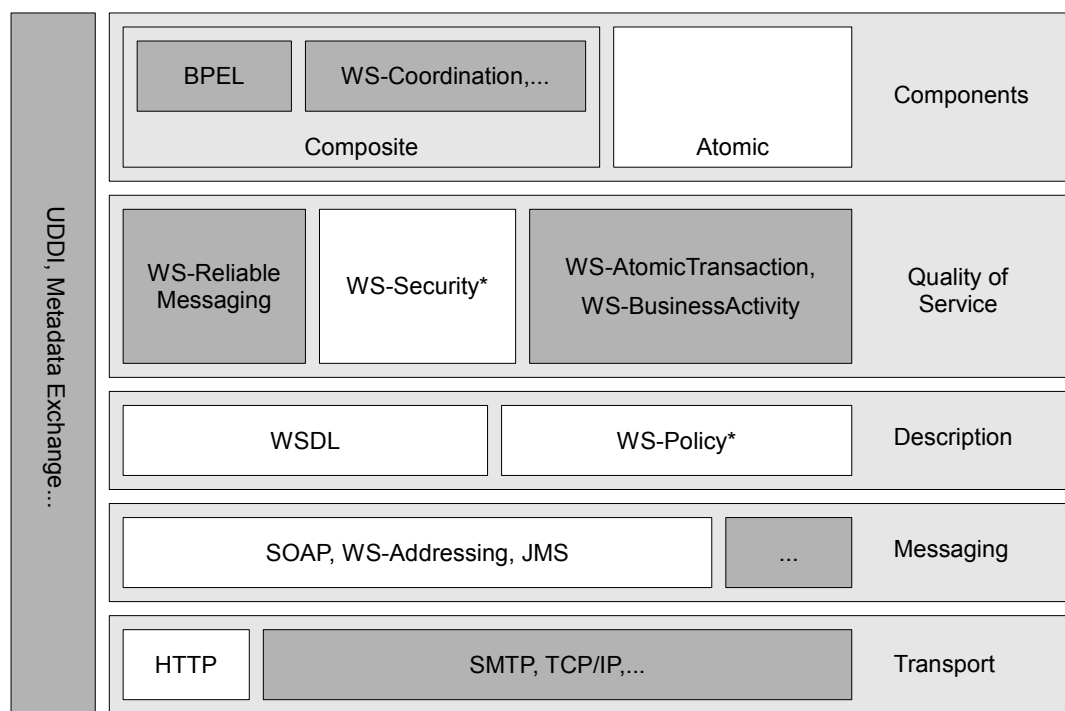 UDDI, Metadata Exchange...
BPEL
WS-Coordination,...
Composite
Atomic
Components
WS-Reliable
Messaging
WS-Security*
WS-AtomicTransaction,
WS-BusinessActivity
Quality of
Service
WSDL
WS-Policy*
Description
SOAP, WS-Addressing, JMS
...
Messaging
HTTP
SMTP, TCP/IP,...
Transport